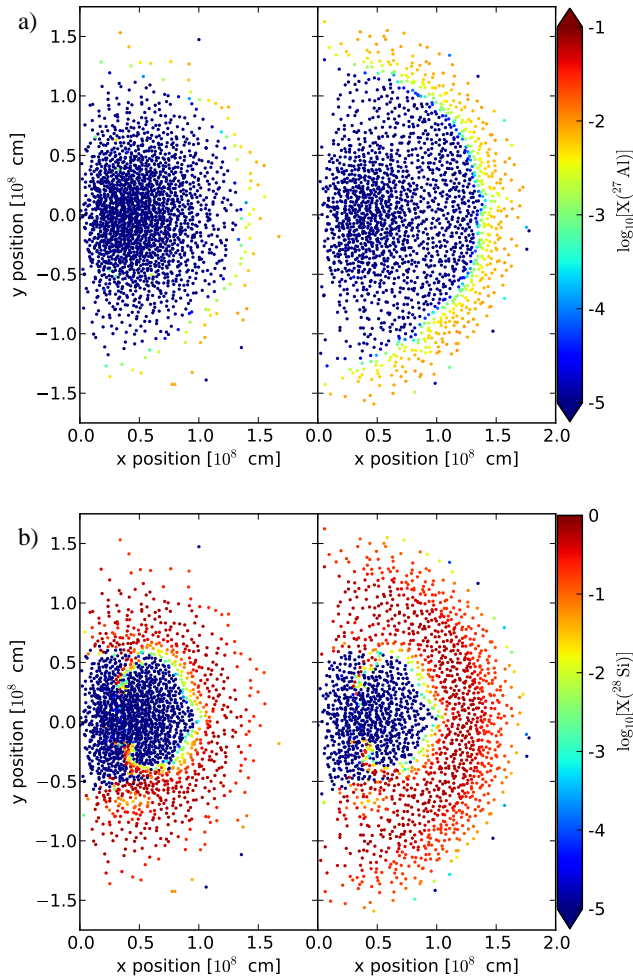 a)
1.5
1.0
0.5
0.0
−0.5
−1.0
−1.5
y position [10⁸ cm]
0.0 0.5 1.0 1.5
x position [10⁸ cm]
0.0 0.5 1.0 1.5 2.0
x position [10⁸ cm]
-1
-2
-3
-4
-5
log₁₀[X(²⁷Al)]
b)
1.5
1.0
0.5
0.0
−0.5
−1.0
−1.5
y position [10⁸ cm]
0.0 0.5 1.0 1.5
x position [10⁸ cm]
0.0 0.5 1.0 1.5 2.0
x position [10⁸ cm]
0
-1
-2
-3
-4
-5
log₁₀[X(²⁸Si)]